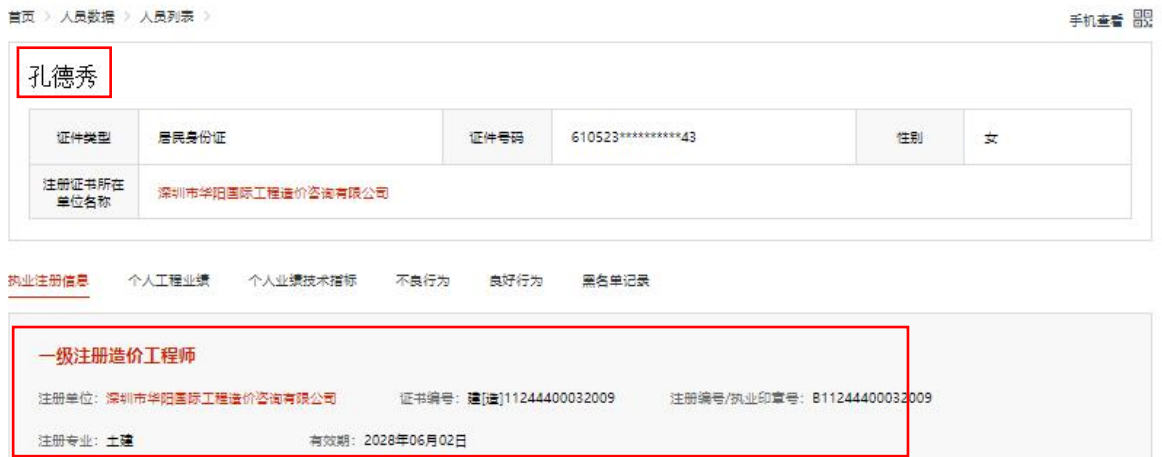 首页 > 人员数据 > 人员列表 >
手机查看
孔德秀
证件类型 居民身份证 证件号码 610523**********43 性别 女
注册证书所在
单位名称
深圳市华阳国际工程造价咨询有限公司
执业注册信息 个人工程业绩 个人业绩技术指标 不良行为 良好行为 黑名单记录
一级注册造价工程师
注册单位：深圳市华阳国际工程造价咨询有限公司 证书编号：建[造]11244400032009 注册编号/执业印章号：B11244400032009
注册专业：土建 有效期：2028年06月02日